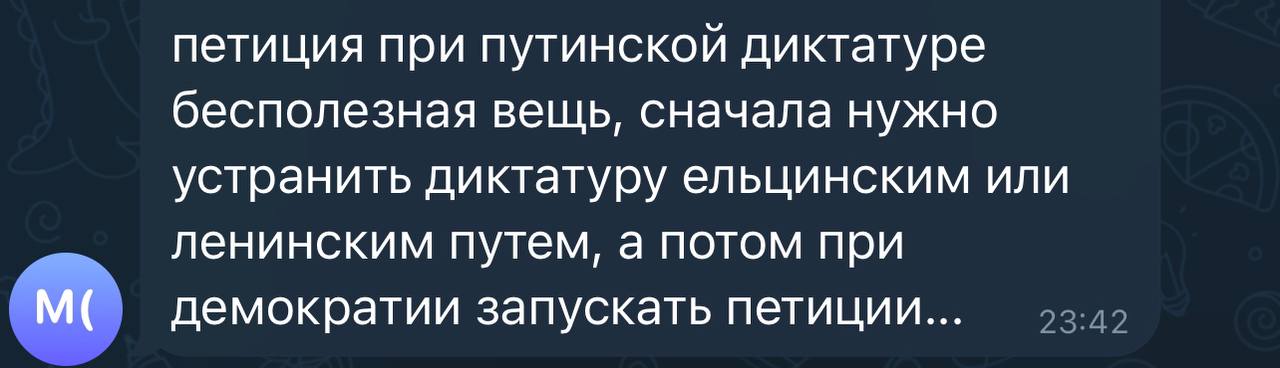 петиция при путинской диктатуре
бесполезная вещь, сначала нужно
устранить диктатуру ельцинским или
ленинским путем, а потом при
демократии запускать петиции...
23:42
М(